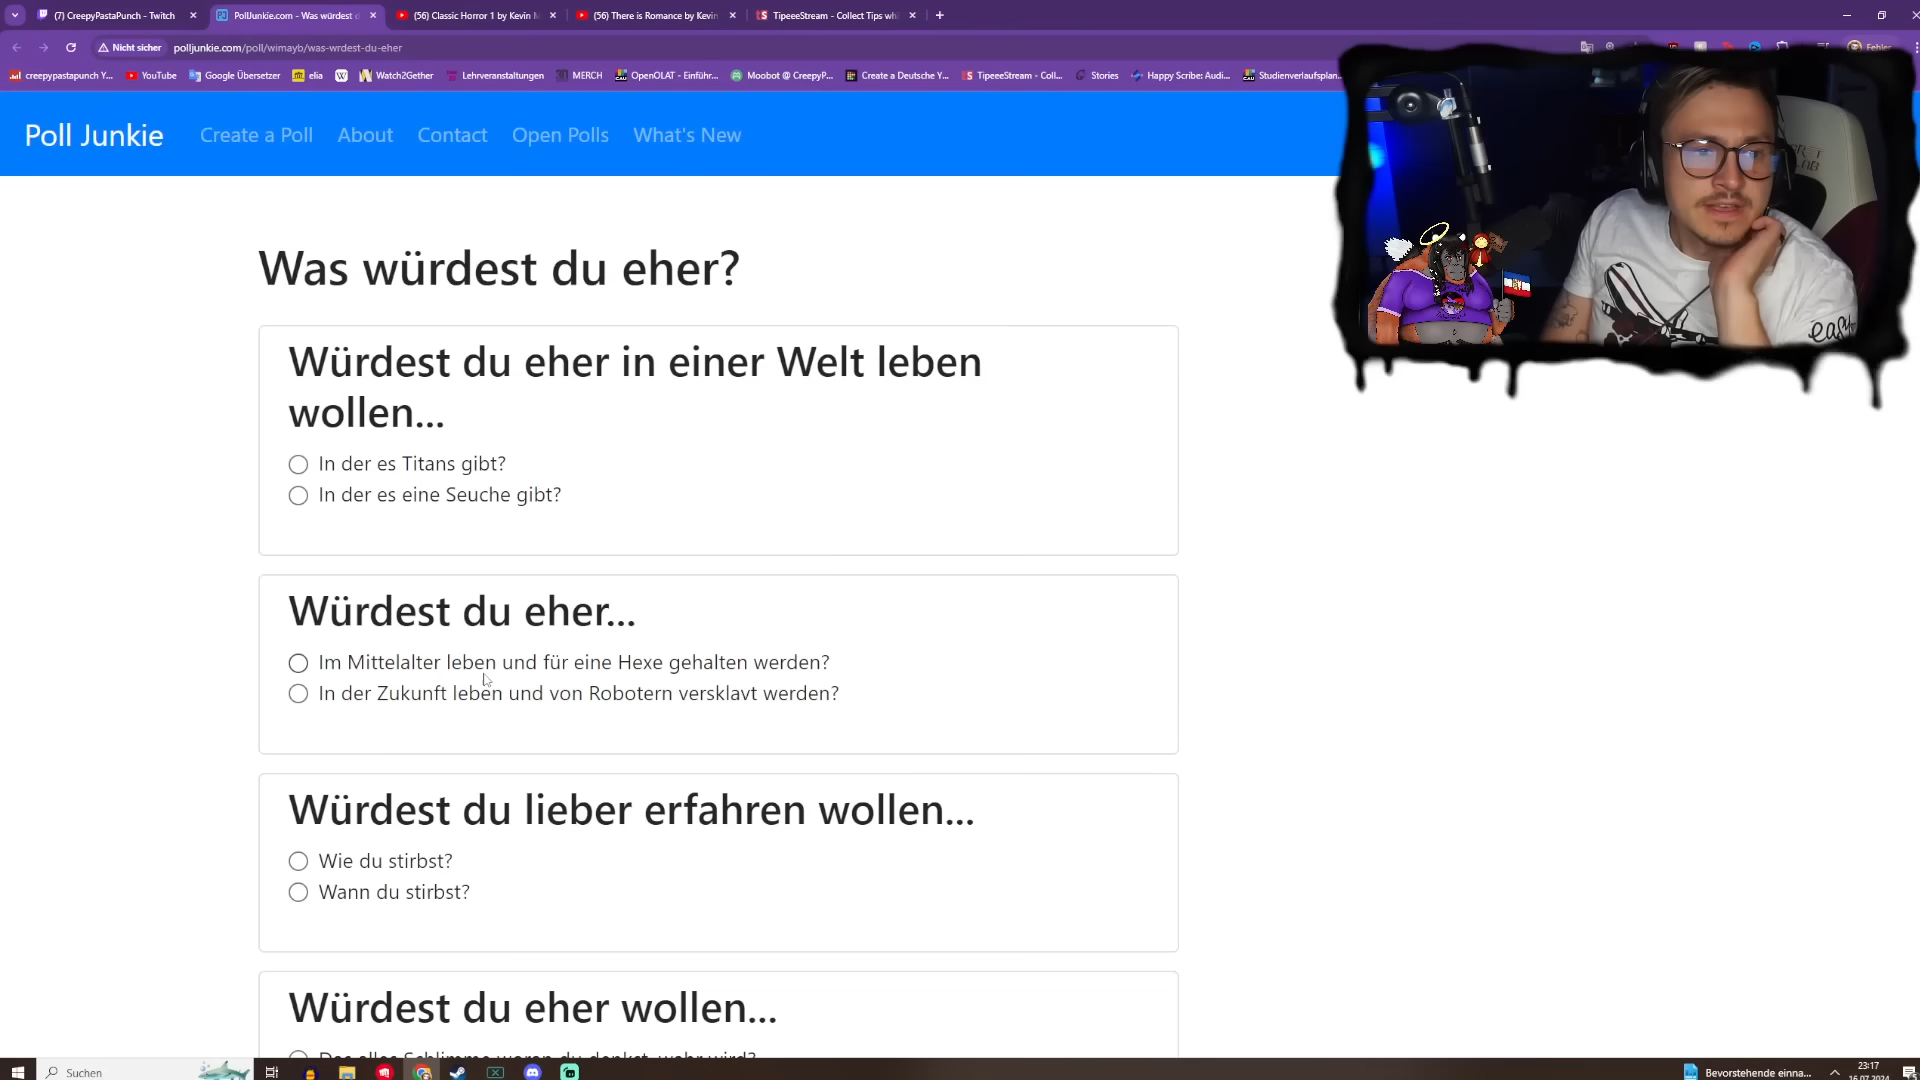 (7) CreepyPastaPunch - Twitch
PollJunkie.com - Was würdest d
(56) Classic Horror 1 by Kevin M
(56) There is Romance by Kevin
TipeeeStream - Collect Tips whi
Nicht sicher
polljunkie.com/poll/wimayb/was-wrdest-du-eher
Fehler
creepypastapunch Y...
YouTube
Google Übersetzer
elia
Watch2Gether
Lehrveranstaltungen
MERCH
OpenOLAT - Einführ...
Moobot @ CreepyP...
Create a Deutsche Y...
TipeeeStream - Coll...
Stories
Happy Scribe: Audi...
Studienverlaufsplan...
Poll Junkie
Create a Poll
About
Contact
Open Polls
What's New
Was würdest du eher?
Würdest du eher in einer Welt leben
wollen...
In der es Titans gibt?
In der es eine Seuche gibt?
Würdest du eher...
Im Mittelalter leben und für eine Hexe gehalten werden?
In der Zukunft leben und von Robotern versklavt werden?
Würdest du lieber erfahren wollen...
Wie du stirbst?
Wann du stirbst?
Würdest du eher wollen...
Suchen
Bevorstehende einna...
23:17
16.07.2024